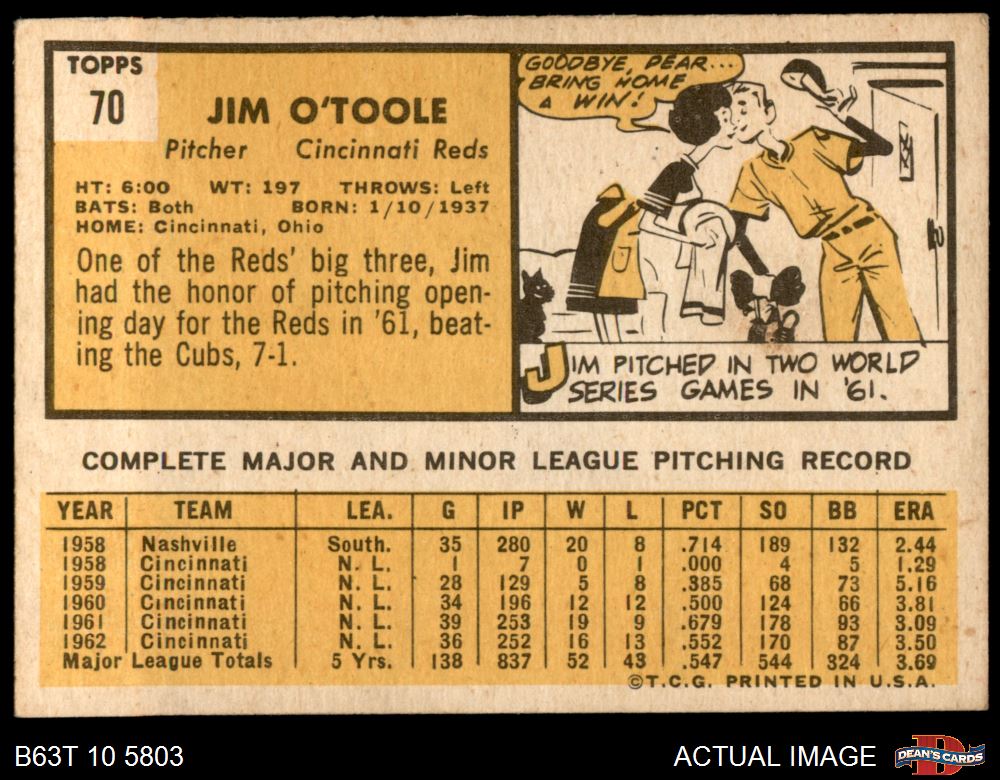 TOPPS
70
JIM O'TOOLE
Pitcher Cincinnati Reds
HT: 6:00 WT: 197 THROWS: Left
BATS: Both BORN: 1/10/1937
HOME: Cincinnati, Ohio
One of the Reds' big three, Jim
had the honor of pitching open-
ing day for the Reds in '61, beat-
ing the Cubs, 7-1.
GOODBYE, DEAR...
BRING HOME
A WIN!
JIM PITCHED IN TWO WORLD
SERIES GAMES IN '61.
COMPLETE MAJOR AND MINOR LEAGUE PITCHING RECORD
YEAR TEAM LEA. G IP W L PCT SO BB ERA
1958 Nashville South. 35 280 20 8 .714 189 132 2.44
1958 Cincinnati N. L. 1 7 0 1 .000 4 5 1.29
1959 Cincinnati N. L. 28 129 5 8 .385 68 73 5.16
1960 Cincinnati N. L. 34 196 12 12 .500 124 66 3.81
1961 Cincinnati N. L. 39 253 19 9 .679 178 93 3.09
1962 Cincinnati N. L. 36 252 16 13 .552 170 87 3.50
Major League Totals 5 Yrs. 138 837 52 43 .547 544 324 3.69
©T.C.G. PRINTED IN U.S.A.
B63T 10 5803
ACTUAL IMAGE
DEAN'S CARDS